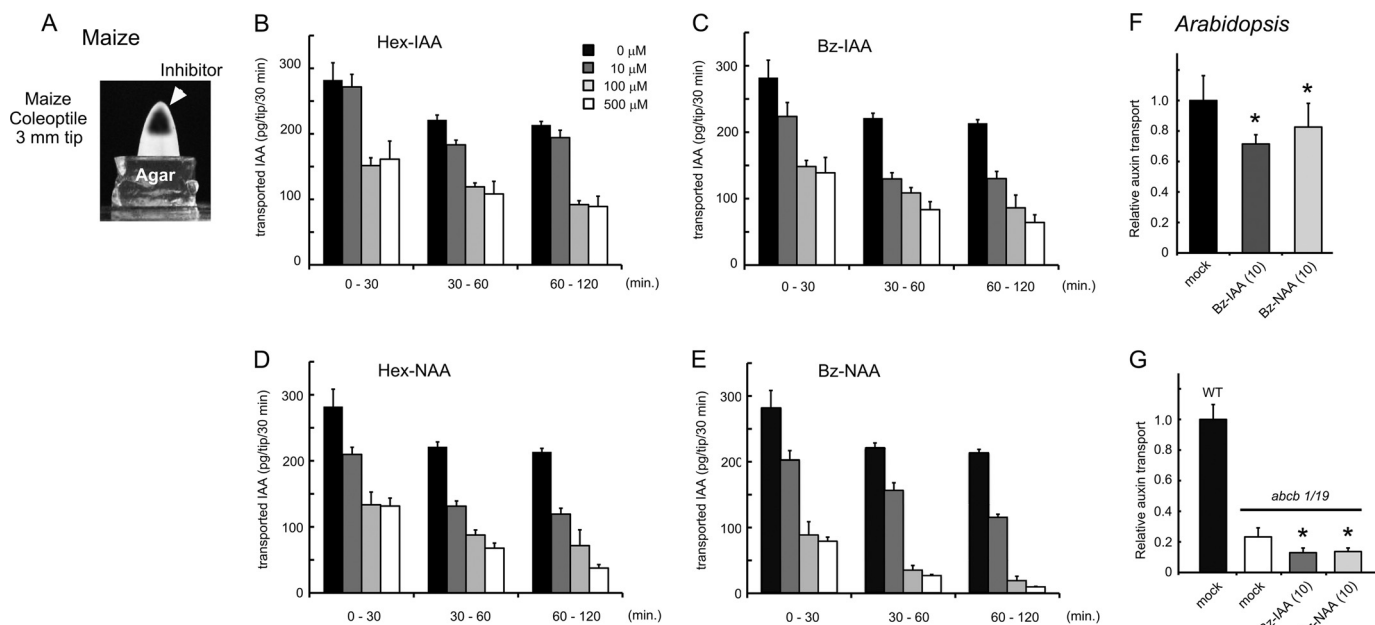 A
Maize
Inhibitor
Maize
Coleoptile
3 mm tip
Agar
B
Hex-IAA
0 μM
10 μM
100 μM
500 μM
transported IAA (pg/tip/30 min)
300
200
100
0
0 - 30
30 - 60
60 - 120
(min.)
C
Bz-IAA
transported IAA (pg/tip/30 min)
300
200
100
0
0 - 30
30 - 60
60 - 120
(min.)
F
Arabidopsis
Relative auxin transport
1.0
0.8
0.6
0.4
0.2
0
*
*
mock
Bz-IAA (10)
Bz-NAA (10)
D
Hex-NAA
transported IAA (pg/tip/30 min)
300
200
100
0
0 - 30
30 - 60
60 - 120
(min.)
E
Bz-NAA
transported IAA (pg/tip/30 min)
300
200
100
0
0 - 30
30 - 60
60 - 120
(min.)
G
Relative auxin transport
WT
1.0
0.8
0.6
0.4
0.2
0
abcb 1/19
*
*
mock
mock
Bz-IAA (10)
z-NAA (10)